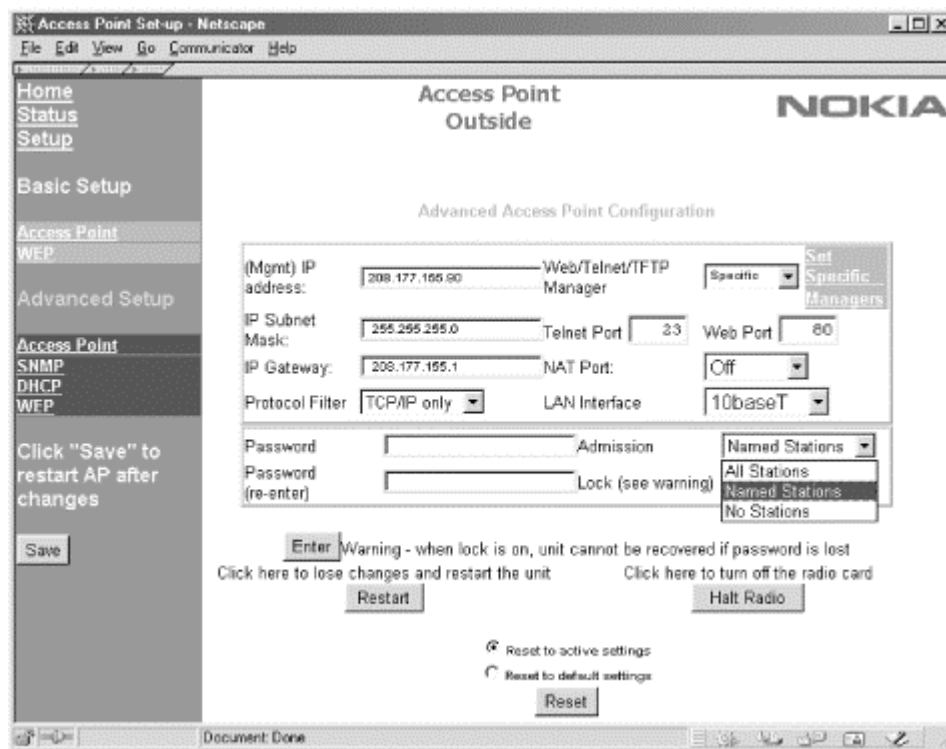 Access Point Set-up - Netscape
File Edit View Go Communicator Help
Home
Status
Setup
Basic Setup
Access Point
WEP
Advanced Setup
Access Point
SNMP
DHCP
WEP
Click "Save" to
restart AP after
changes
Save
Access Point
Outside
NOKIA
Advanced Access Point Configuration
(Mgmt) IP address: 208.177.155.90 Web/Telnet/TFTP Manager Specific Set Specific Managers
IP Subnet Mask: 255.255.255.0 Telnet Port 23 Web Port 80
IP Gateway: 208.177.155.1 NAT Port: Off
Protocol Filter TCP/IP only LAN Interface 10baseT
Password Admission Named Stations
Password (re-enter) Lock (see warning)
All Stations
Named Stations
No Stations
Enter Warning - when lock is on, unit cannot be recovered if password is lost
Click here to lose changes and restart the unit Click here to turn off the radio card
Restart Halt Radio
Reset to active settings
Reset to default settings
Reset
Document: Done